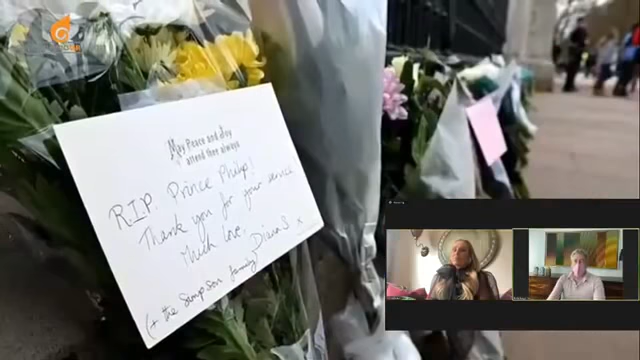 May Peace and Joy
attend thee always
R.I.P. Prince Philip!
Thank you for your service
Much love,
Diana S x
(+ the Simpson family)